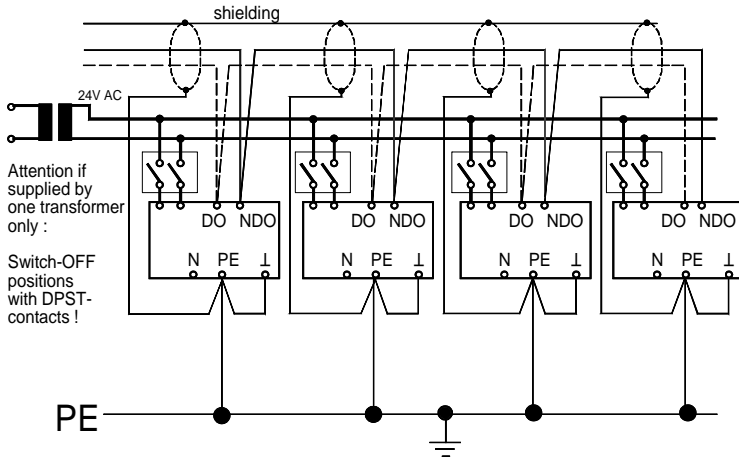 shielding
24V AC
Attention if
supplied by
one transformer
only :
Switch-OFF
positions
with DPST-
contacts !
DO NDO
N PE ⊥
DO NDO
N PE ⊥
DO NDO
N PE ⊥
DO NDO
N PE ⊥
PE